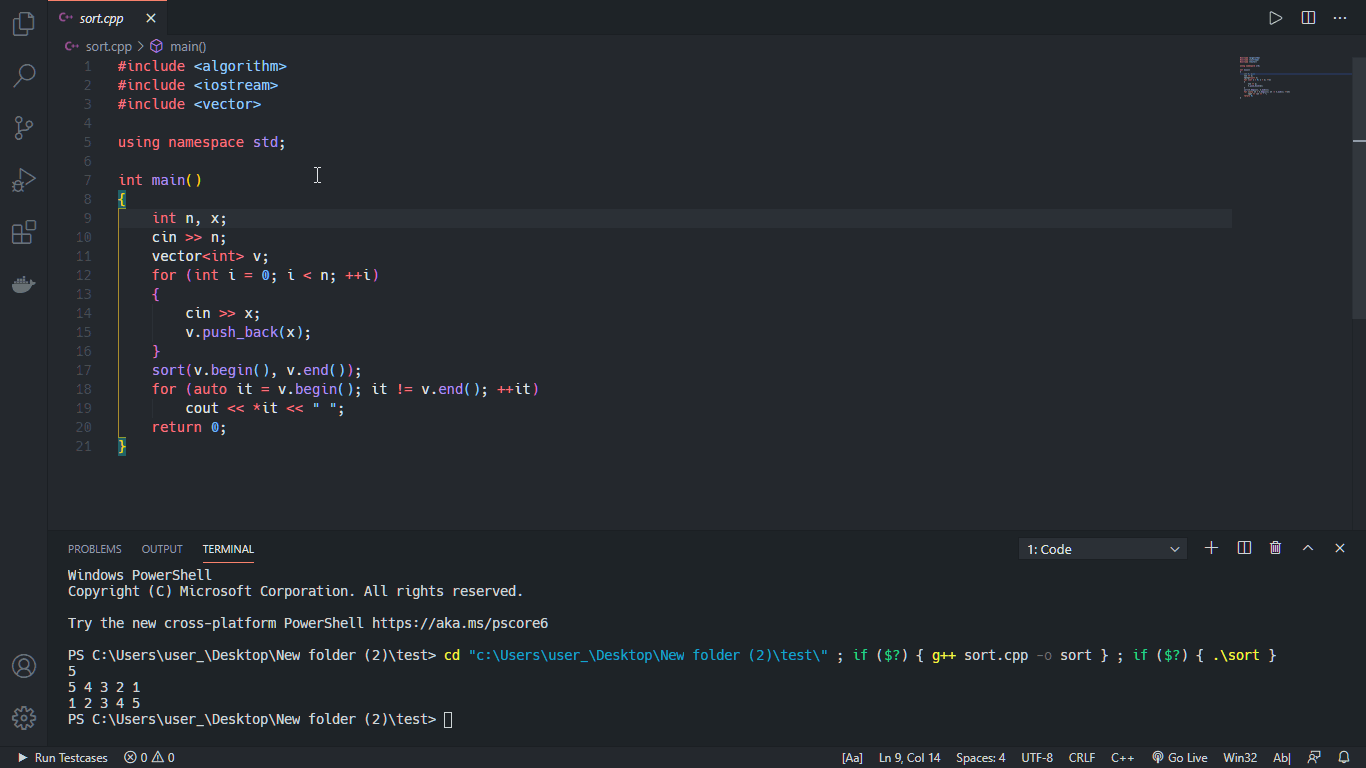 sort.cpp
sort.cpp > main()
1 #include <algorithm>
2 #include <iostream>
3 #include <vector>
4
5 using namespace std;
6
7 int main()
8 {
9     int n, x;
10     cin >> n;
11     vector<int> v;
12     for (int i = 0; i < n; ++i)
13     {
14         cin >> x;
15         v.push_back(x);
16     }
17     sort(v.begin(), v.end());
18     for (auto it = v.begin(); it != v.end(); ++it)
19         cout << *it << " ";
20     return 0;
21 }
PROBLEMS OUTPUT TERMINAL 1: Code
Windows PowerShell
Copyright (C) Microsoft Corporation. All rights reserved.
Try the new cross-platform PowerShell https://aka.ms/pscore6
PS C:\Users\user_\Desktop\New folder (2)\test> cd "c:\Users\user_\Desktop\New folder (2)\test\" ; if ($?) { g++ sort.cpp -o sort } ; if ($?) { .\sort }
5
5 4 3 2 1
1 2 3 4 5
PS C:\Users\user_\Desktop\New folder (2)\test>
Run Testcases 0 0 [Aa] Ln 9, Col 14 Spaces: 4 UTF-8 CRLF C++ Go Live Win32 Ab|